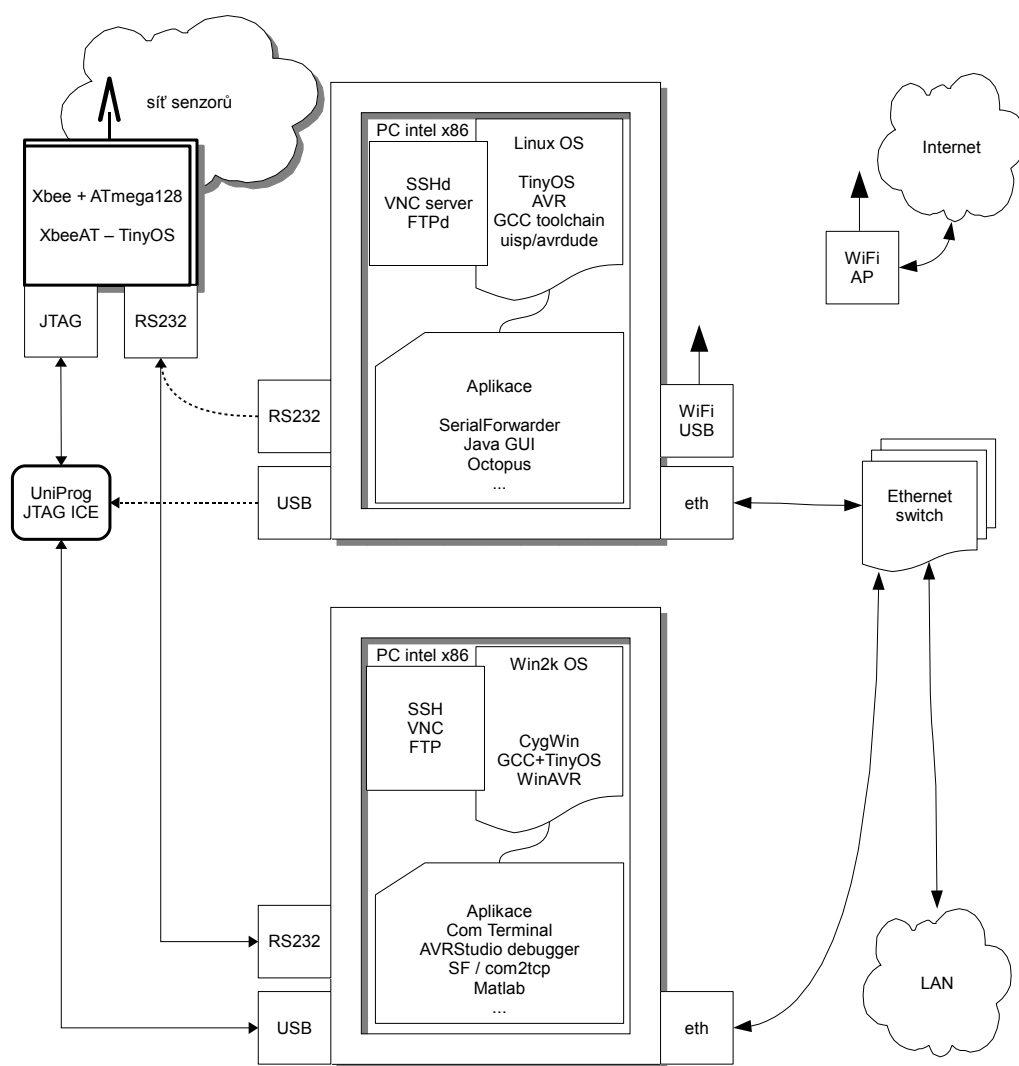 síť senzorů
Xbee + ATmega128
XbeeAT – TinyOS
JTAG
RS232
UniProg
JTAG ICE
PC intel x86
SSHd
VNC server
FTPd
Linux OS
TinyOS
AVR
GCC toolchain
uisp/avrdude
Aplikace
SerialForwarder
Java GUI
Octopus
...
RS232
USB
WiFi
USB
eth
Internet
WiFi
AP
Ethernet
switch
PC intel x86
SSH
VNC
FTP
Win2k OS
CygWin
GCC+TinyOS
WinAVR
Aplikace
Com Terminal
AVRStudio debugger
SF / com2tcp
Matlab
...
RS232
USB
eth
LAN